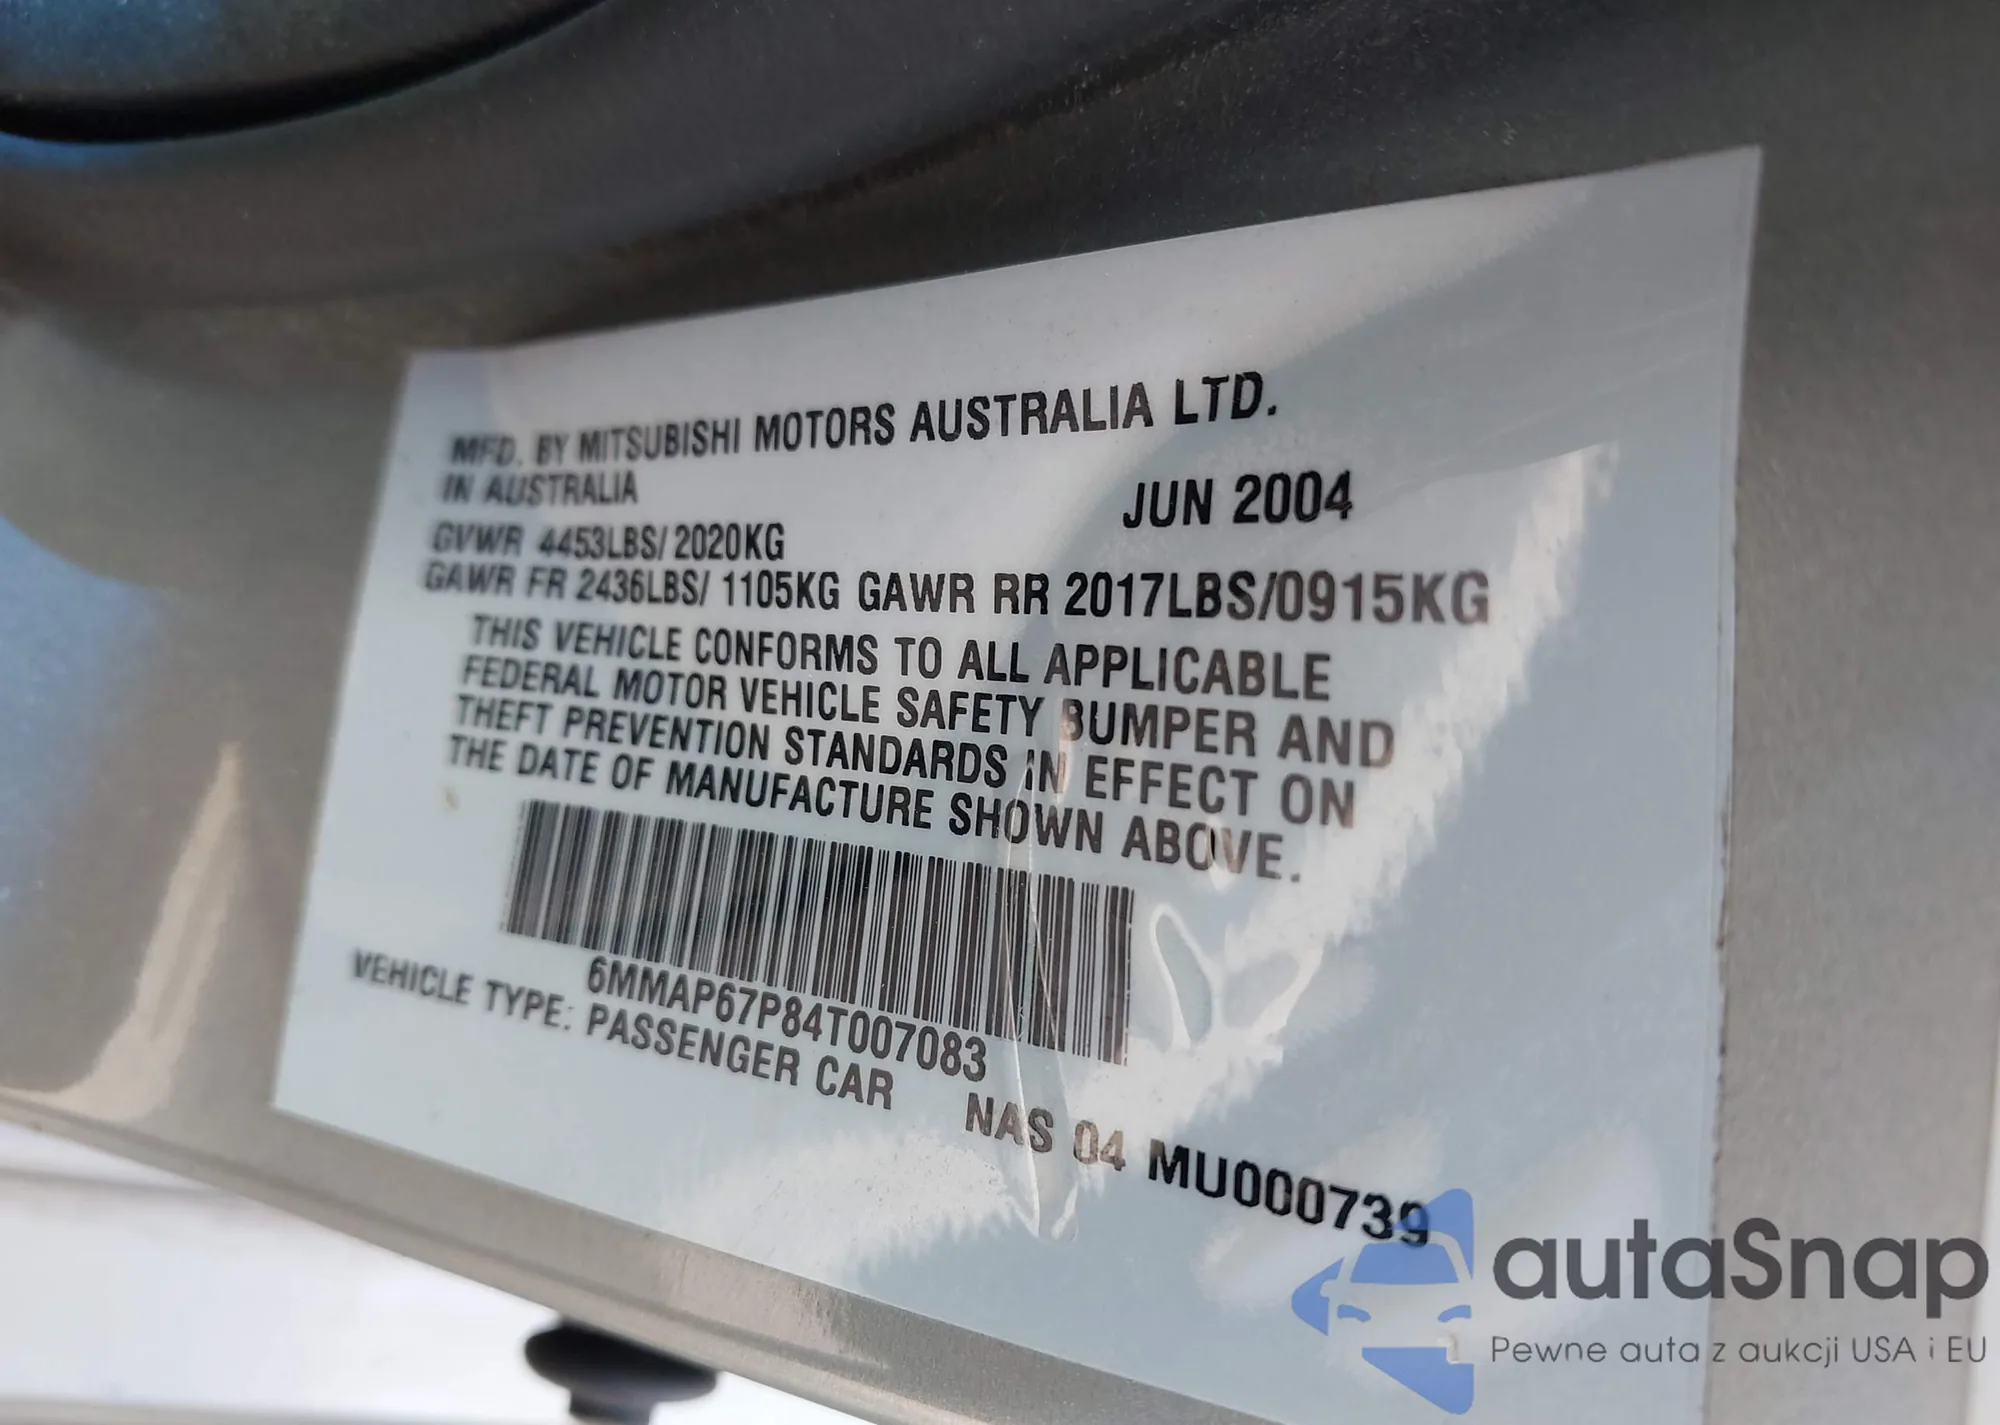 MFD. BY MITSUBISHI MOTORS AUSTRALIA LTD.
IN AUSTRALIA
JUN 2004
GVWR 4453LBS/ 2020KG
GAWR FR 2436LBS/ 1105KG GAWR RR 2017LBS/0915KG
THIS VEHICLE CONFORMS TO ALL APPLICABLE
FEDERAL MOTOR VEHICLE SAFETY BUMPER AND
THEFT PREVENTION STANDARDS IN EFFECT ON
THE DATE OF MANUFACTURE SHOWN ABOVE.
6MMAP67P84T007083
VEHICLE TYPE: PASSENGER CAR
NAS 04 MU000739
autaSnap
Pewne auta z aukcji USA i EU